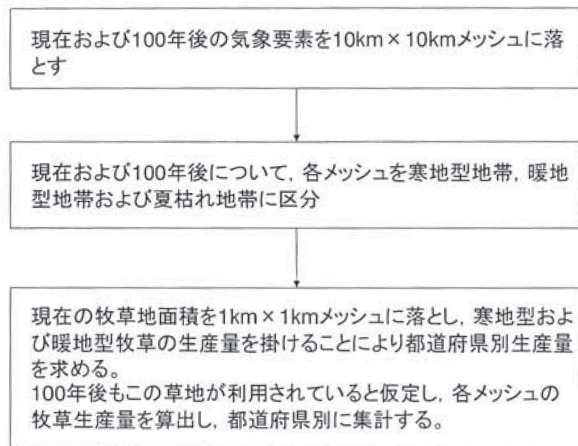 現在および100年後の気象要素を10km×10kmメッシュに落
とす
現在および100年後について，各メッシュを寒地型地帯，暖地
型地帯および夏枯れ地帯に区分
現在の牧草地面積を1km×1kmメッシュに落とし，寒地型およ
び暖地型牧草の生産量を掛けることにより都道府県別生産量
を求める。
100年後もこの草地が利用されていると仮定し，各メッシュの
牧草生産量を算出し，都道府県別に集計する。